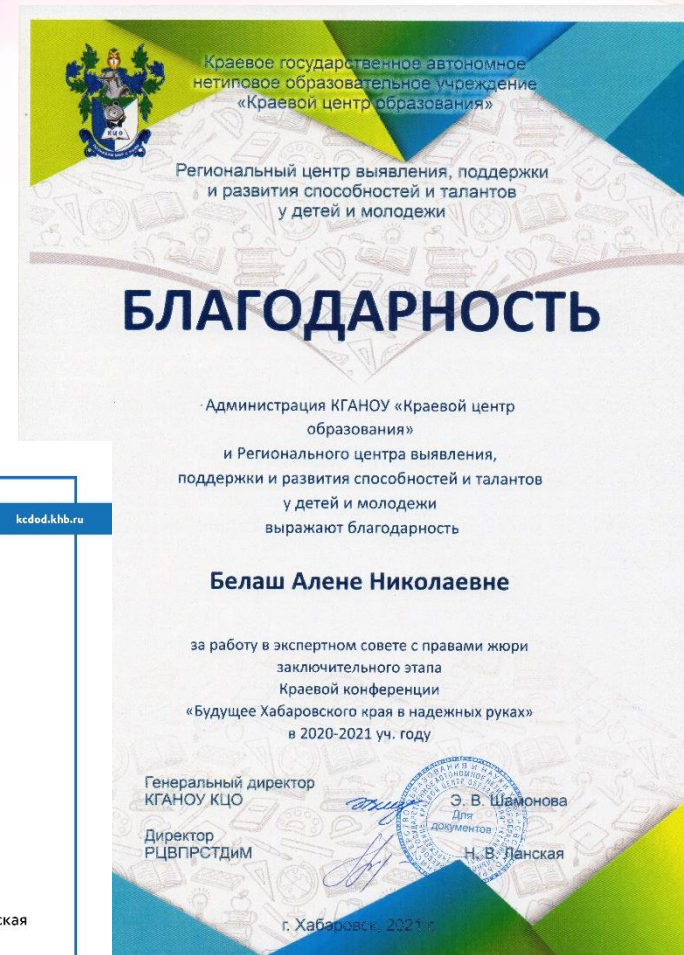 Краевое государственное автономное
нетиповое образовательное учреждение
«Краевой центр образования»
КЦО
Региональный центр выявления, поддержки
и развития способностей и талантов
у детей и молодежи
БЛАГОДАРНОСТЬ
Администрация КГАНОУ «Краевой центр
образования»
и Регионального центра выявления,
поддержки и развития способностей и талантов
у детей и молодежи
выражают благодарность
Белаш Алене Николаевне
за работу в экспертном совете с правами жюри
заключительного этапа
Краевой конференции
«Будущее Хабаровского края в надежных руках»
в 2020-2021 уч. году
Генеральный директор
КГАНОУ КЦО
Э. В. Шамонова
Для
документов
Директор
РЦВПРСТДиМ
Н. В. Ланская
г. Хабаровск, 2021 г.
kcdod.khb.ru
ская